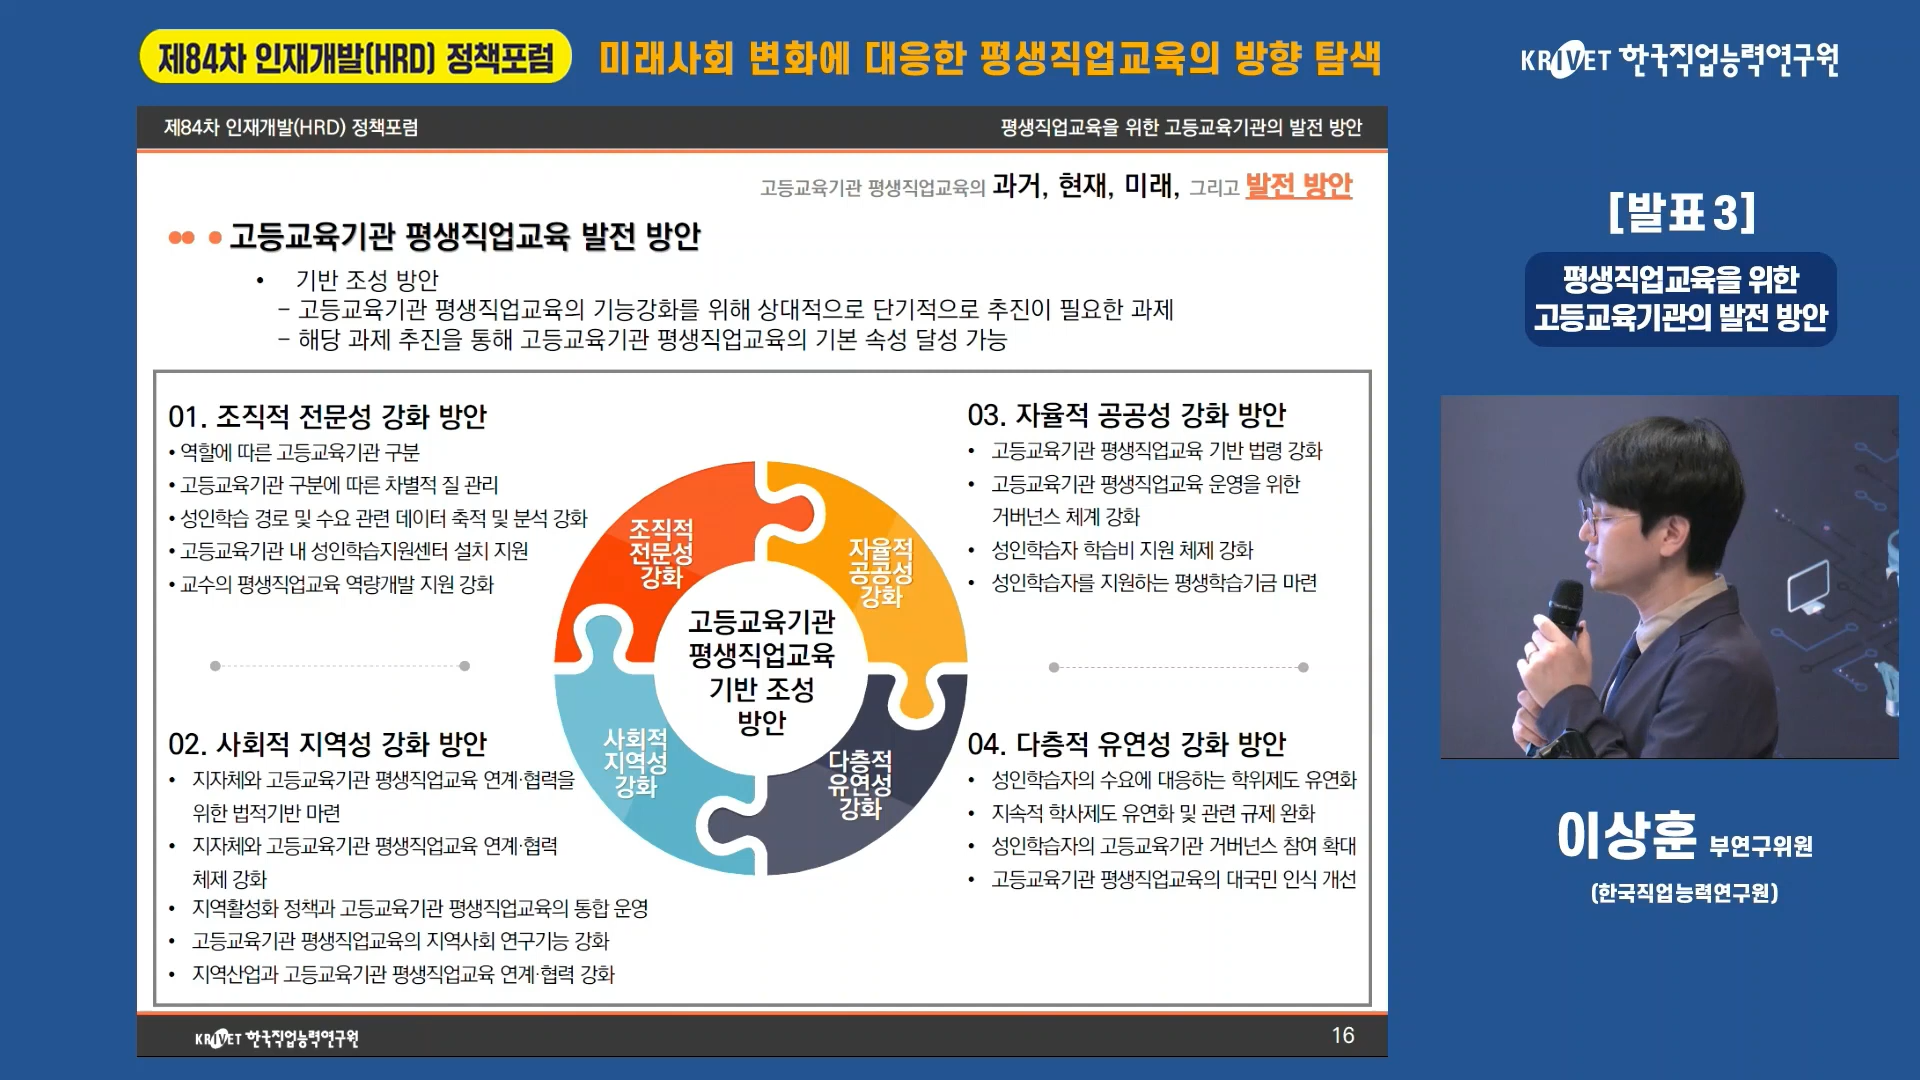 제84차 인재개발(HRD) 정책포럼
미래사회 변화에 대응한 평생직업교육의 방향 탐색
KRIVET 한국직업능력연구원
제84차 인재개발(HRD) 정책포럼
평생직업교육을 위한 고등교육기관의 발전 방안
고등교육기관 평생직업교육의 과거, 현재, 미래, 그리고 발전 방안
고등교육기관 평생직업교육 발전 방안
• 기반 조성 방안
– 고등교육기관 평생직업교육의 기능강화를 위해 상대적으로 단기적으로 추진이 필요한 과제
– 해당 과제 추진을 통해 고등교육기관 평생직업교육의 기본 속성 달성 가능
01. 조직적 전문성 강화 방안
• 역할에 따른 고등교육기관 구분
• 고등교육기관 구분에 따른 차별적 질 관리
• 성인학습 경로 및 수요 관련 데이터 축적 및 분석 강화
• 고등교육기관 내 성인학습지원센터 설치 지원
• 교수의 평생직업교육 역량개발 지원 강화
02. 사회적 지역성 강화 방안
• 지자체와 고등교육기관 평생직업교육 연계·협력을
위한 법적기반 마련
• 지자체와 고등교육기관 평생직업교육 연계·협력
체제 강화
• 지역활성화 정책과 고등교육기관 평생직업교육의 통합 운영
• 고등교육기관 평생직업교육의 지역사회 연구기능 강화
• 지역산업과 고등교육기관 평생직업교육 연계·협력 강화
조직적
전문성
강화
자율적
공공성
강화
고등교육기관
평생직업교육
기반 조성
방안
사회적
지역성
강화
다층적
유연성
강화
03. 자율적 공공성 강화 방안
• 고등교육기관 평생직업교육 기반 법령 강화
• 고등교육기관 평생직업교육 운영을 위한
거버넌스 체계 강화
• 성인학습자 학습비 지원 체제 강화
• 성인학습자를 지원하는 평생학습기금 마련
04. 다층적 유연성 강화 방안
• 성인학습자의 수요에 대응하는 학위제도 유연화
• 지속적 학사제도 유연화 및 관련 규제 완화
• 성인학습자의 고등교육기관 거버넌스 참여 확대
• 고등교육기관 평생직업교육의 대국민 인식 개선
KRIVET 한국직업능력연구원
16
[발표 3]
평생직업교육을 위한
고등교육기관의 발전 방안
이상훈 부연구위원
(한국직업능력연구원)